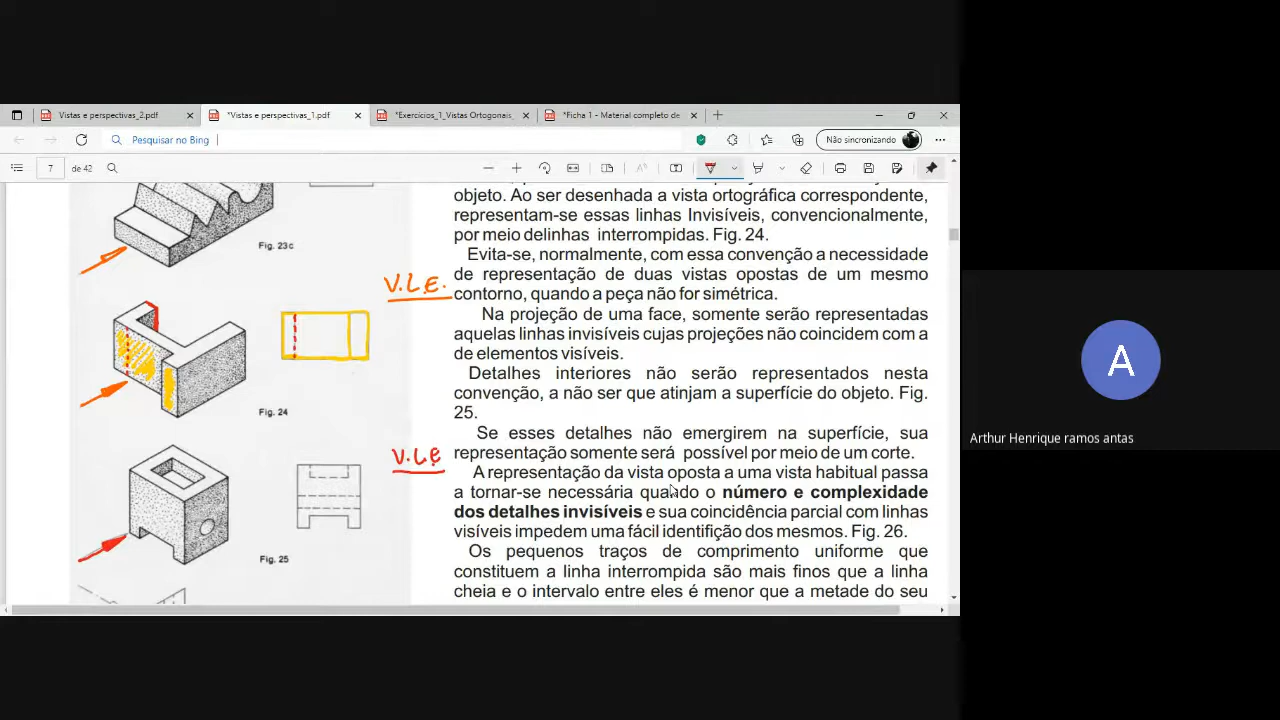 Vistas e perspectivas_2.pdf
*Vistas e perspectivas_1.pdf
*Exercícios_1_Vistas Ortogonais_
*Ficha 1 - Material completo de
Pesquisar no Bing
Não sincronizando
7 de 42
objeto. Ao ser desenhada a vista ortográfica correspondente,
representam-se essas linhas Invisíveis, convencionalmente,
por meio delinhas interrompidas. Fig. 24.
Fig. 23c
Evita-se, normalmente, com essa convenção a necessidade
de representação de duas vistas opostas de um mesmo
V.L.E.
contorno, quando a peça não for simétrica.
Na projeção de uma face, somente serão representadas
aquelas linhas invisíveis cujas projeções não coincidem com a
de elementos visíveis.
Detalhes interiores não serão representados nesta
convenção, a não ser que atinjam a superfície do objeto. Fig.
25.
Fig. 24
Se esses detalhes não emergirem na superfície, sua
representação somente será possível por meio de um corte.
V.L.E
A representação da vista oposta a uma vista habitual passa
a tornar-se necessária quando o número e complexidade
dos detalhes invisíveis e sua coincidência parcial com linhas
visíveis impedem uma fácil identifição dos mesmos. Fig. 26.
Fig. 25
Os pequenos traços de comprimento uniforme que
constituem a linha interrompida são mais finos que a linha
cheia e o intervalo entre eles é menor que a metade do seu
A
Arthur Henrique ramos antas